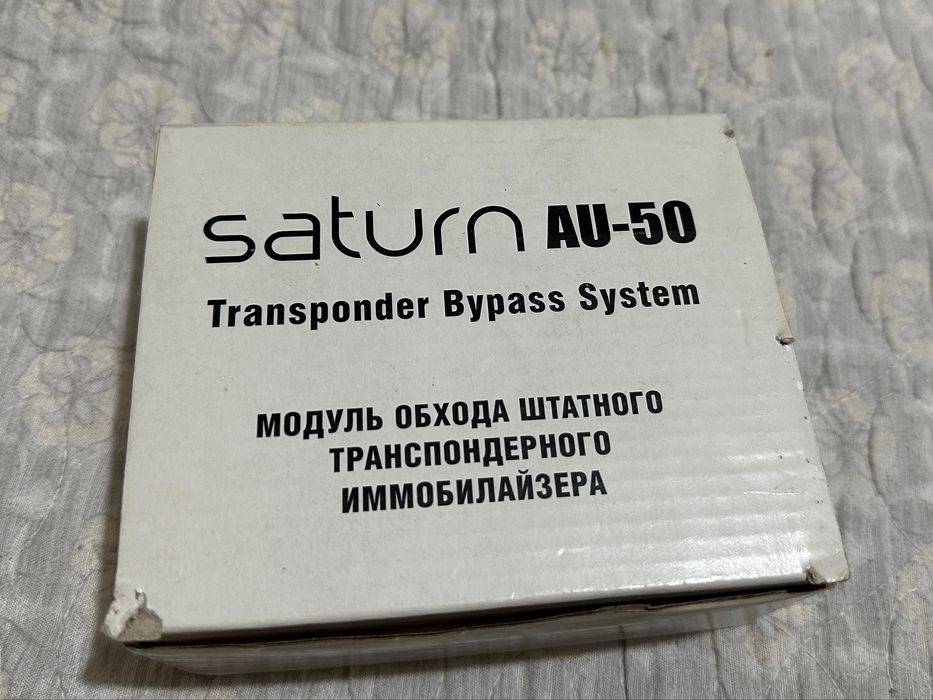 saturn AU-50
Transponder Bypass System
МОДУЛЬ ОБХОДА ШТАТНОГО
ТРАНСПОНДЕРНОГО
ИММОБИЛАЙЗЕРА